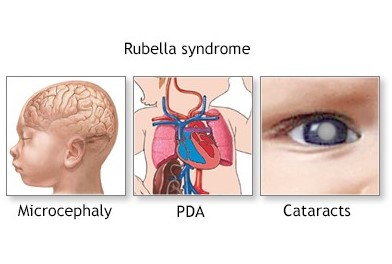 Rubella syndrome
Microcephaly
PDA
Cataracts